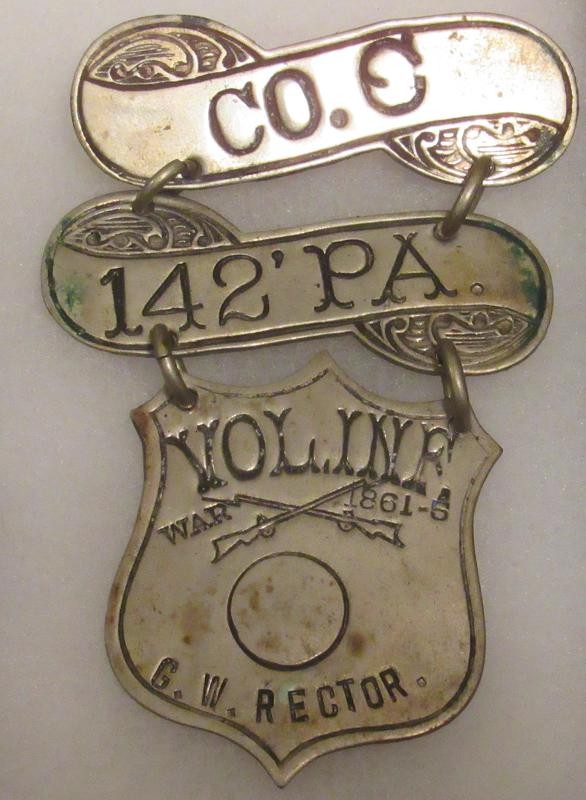 CO. G
142' PA.
VOL. INF.
WAR 1861-5
G. W. RECTOR.